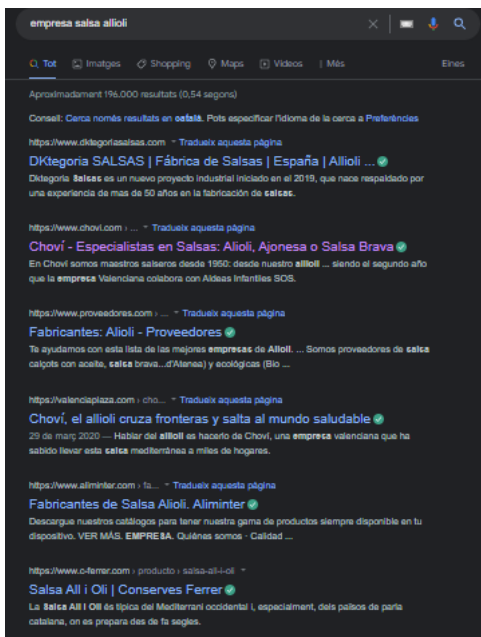 empresa salsa allioli
Tot Imatges Shopping Maps Vídeos Més Eines
Aproximadament 196.000 resultats (0,54 segons)
Consell: Cerca només resultats en català. Pots especificar l'idioma de la cerca a Preferències
https://www.dktegoriasalsas.com Tradueix aquesta pàgina
DKtegoria SALSAS | Fábrica de Salsas | España | Allioli ...
Dktegoria Salsas es un nuevo proyecto industrial iniciado en el 2019, que nace respaldado por
una experiencia de mas de 50 años en la fabricación de salsas.
https://www.chovi.com › ... Tradueix aquesta pàgina
Choví - Especialistas en Salsas: Alioli, Ajonesa o Salsa Brava
En Choví somos maestros salseros desde 1950: desde nuestro allioli ... siendo el segundo año
que la empresa Valenciana colabora con Aldeas Infantiles SOS.
https://www.proveedores.com › ... Tradueix aquesta pàgina
Fabricantes: Alioli - Proveedores
Te ayudamos con esta lista de las mejores empresas de Alioli. ... Somos proveedores de salsa
calçots con aceite, salsa brava...d'Atenea) y ecológicas (Bio ...
https://valenciaplaza.com › cho... Tradueix aquesta pàgina
Choví, el allioli cruza fronteras y salta al mundo saludable
29 de març 2020 — Hablar del allioli es hacerlo de Choví, una empresa valenciana que ha
sabido llevar esta salsa mediterránea a miles de hogares.
https://www.aliminter.com › fa... Tradueix aquesta pàgina
Fabricantes de Salsa Alioli. Aliminter
Descargue nuestros catálogos para tener nuestra gama de productos siempre disponible en tu
dispositivo. VER MÁS. EMPRESA. Quiénes somos · Calidad ...
https://www.c-ferrer.com › producto › salsa-all-i-oli
Salsa All i Oli | Conserves Ferrer
La Salsa All i Oli és típica del Mediterrani occidental i, especialment, dels països de parla
catalana, on es prepara des de fa segles.